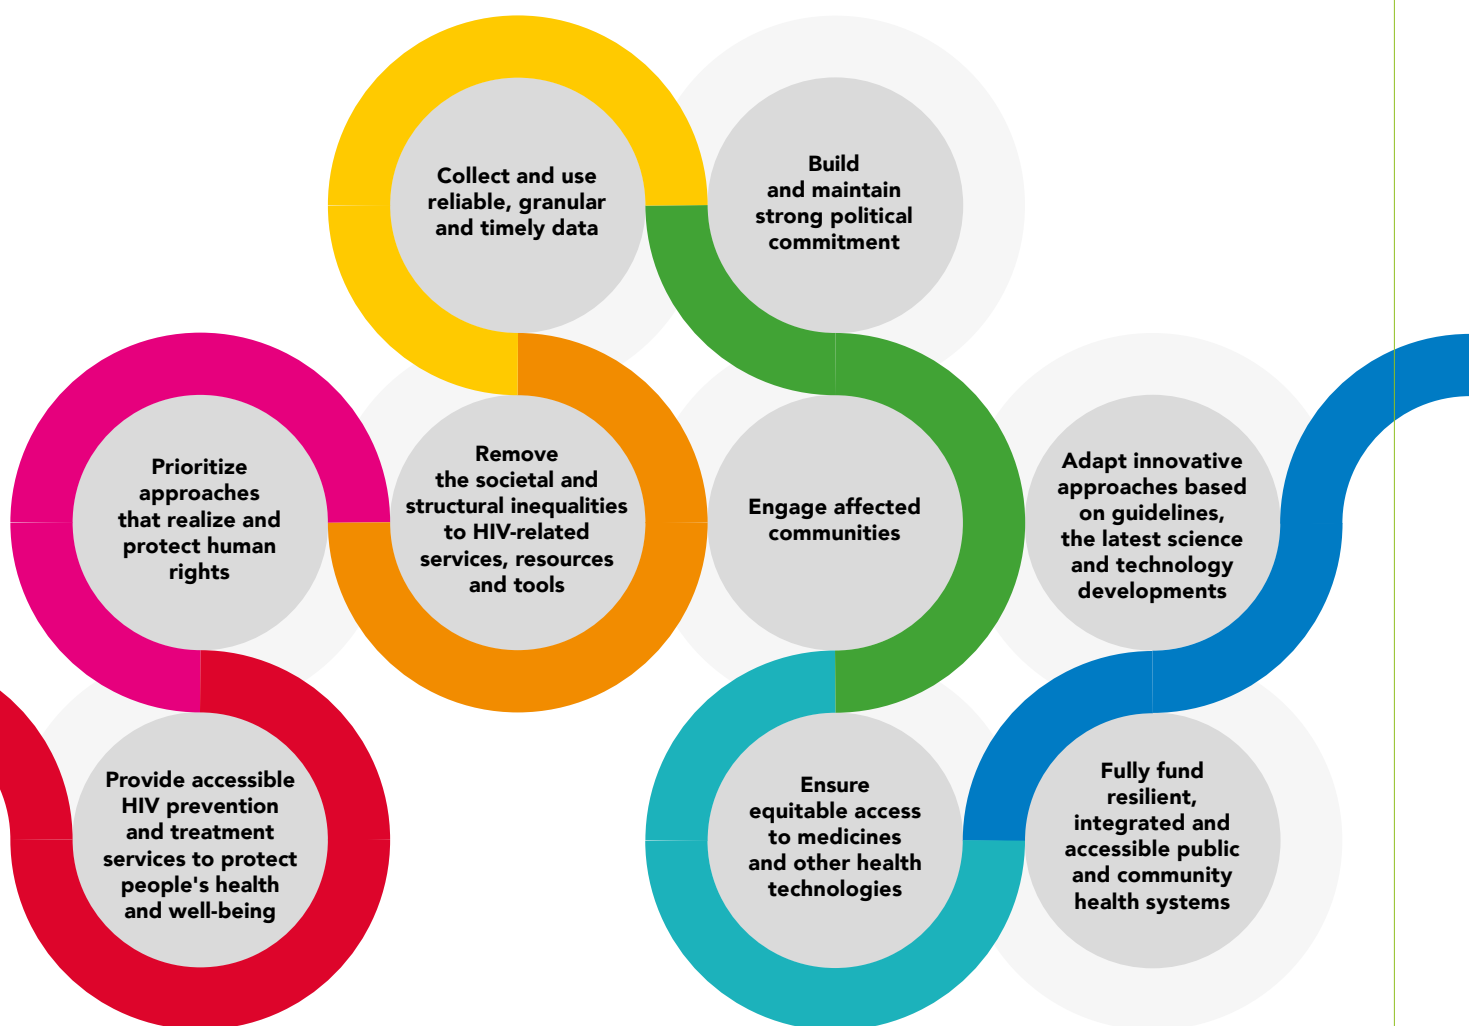 Collect and use
reliable, granular
and timely data
Build
and maintain
strong political
commitment
Prioritize
approaches
that realize and
protect human
rights
Remove
the societal and
structural inequalities
to HIV-related
services, resources
and tools
Engage affected
communities
Adapt innovative
approaches based
on guidelines,
the latest science
and technology
developments
Provide accessible
HIV prevention
and treatment
services to protect
people's health
and well-being
Ensure
equitable access
to medicines
and other health
technologies
Fully fund
resilient,
integrated and
accessible public
and community
health systems